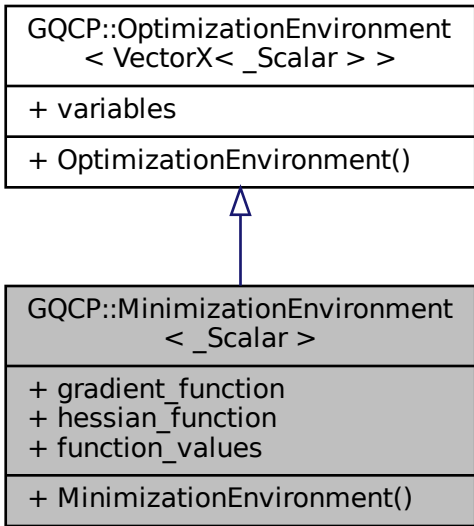 GQCP::OptimizationEnvironment
< VectorX< _Scalar > >
+ variables
+ OptimizationEnvironment()
GQCP::MinimizationEnvironment
< _Scalar >
+ gradient_function
+ hessian_function
+ function_values
+ MinimizationEnvironment()